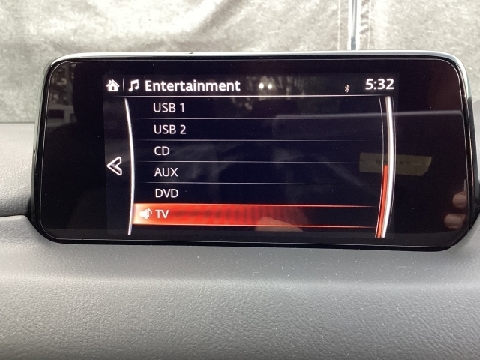 Entertainment 5:32
USB 1
USB 2
CD
AUX
DVD
TV